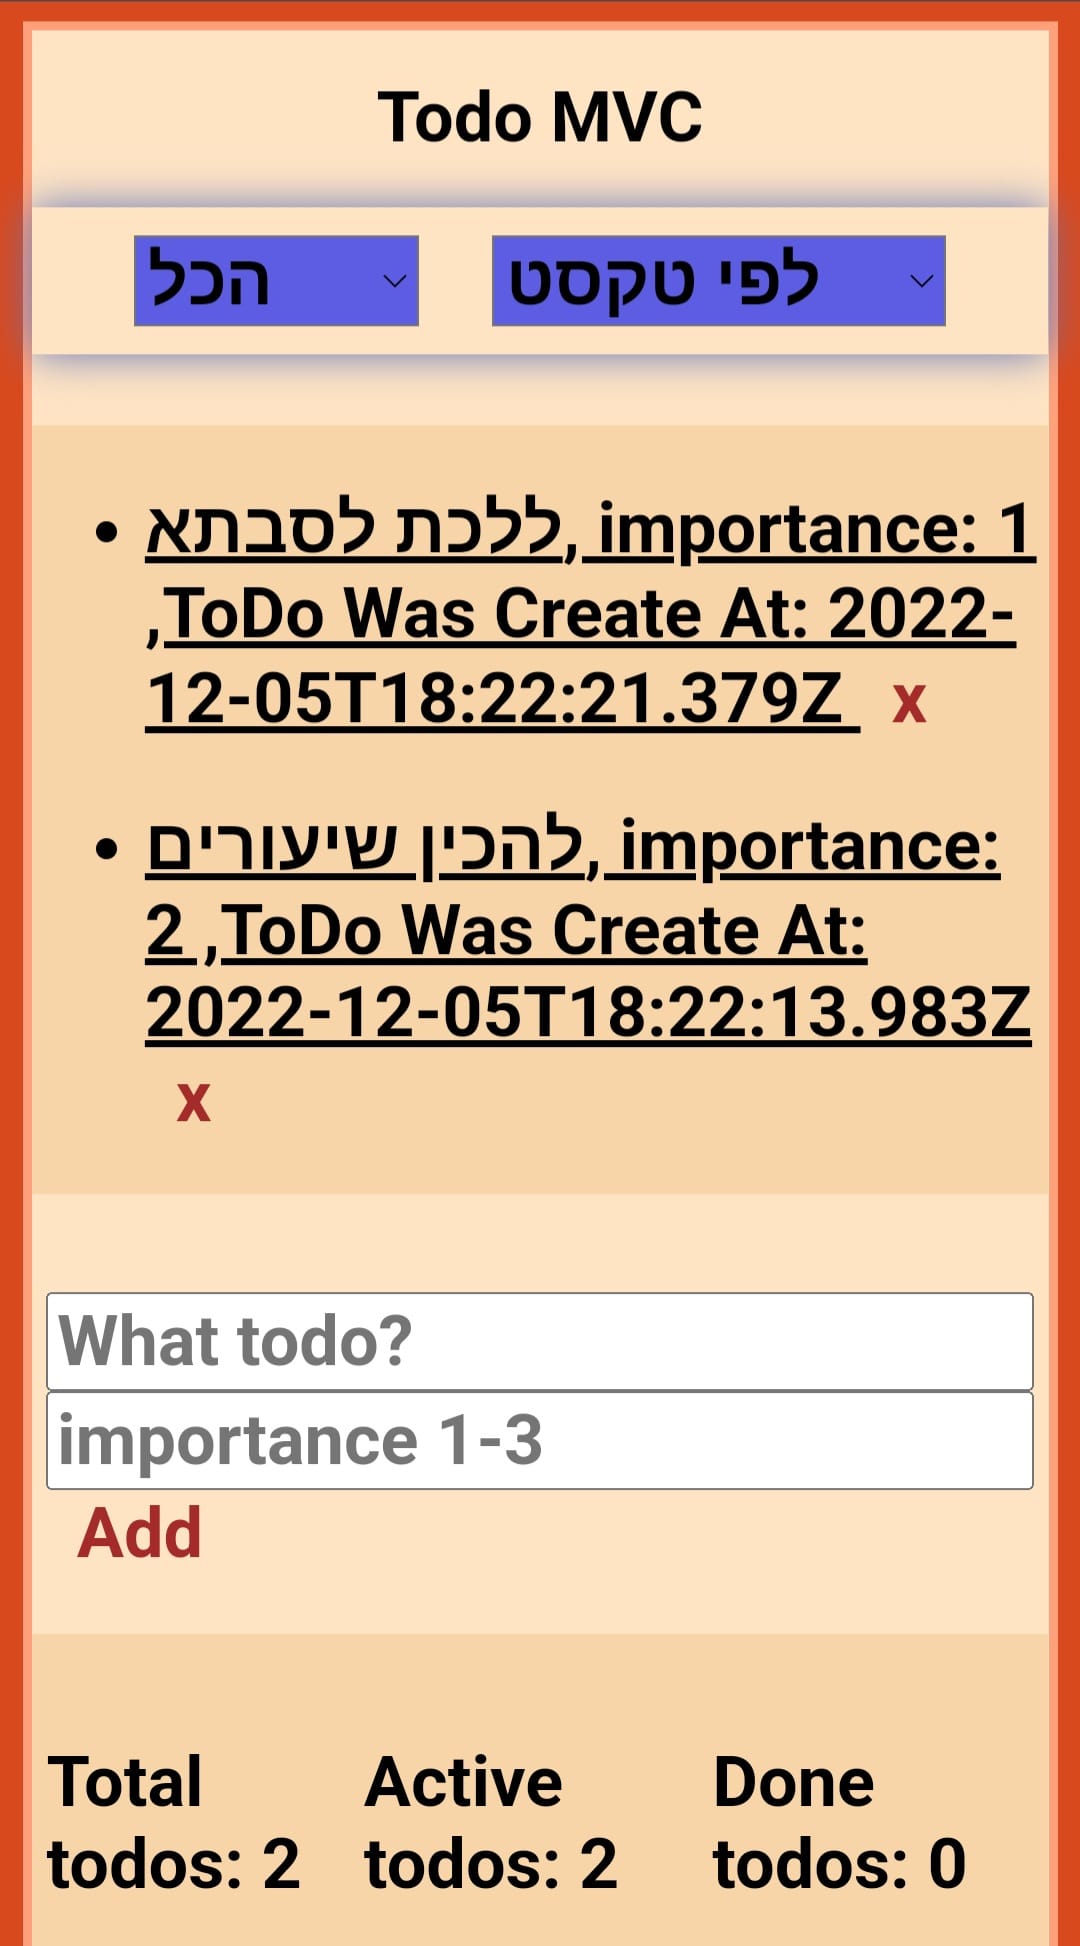 Todo MVC
הכל
לפי טקסט
ללכת לסבתא, importance: 1
,ToDo Was Create At: 2022-
12-05T18:22:21.379Z x
להכין שיעורים, importance:
2 ,ToDo Was Create At:
2022-12-05T18:22:13.983Z
x
What todo?
importance 1-3
Add
Total todos: 2
Active todos: 2
Done todos: 0